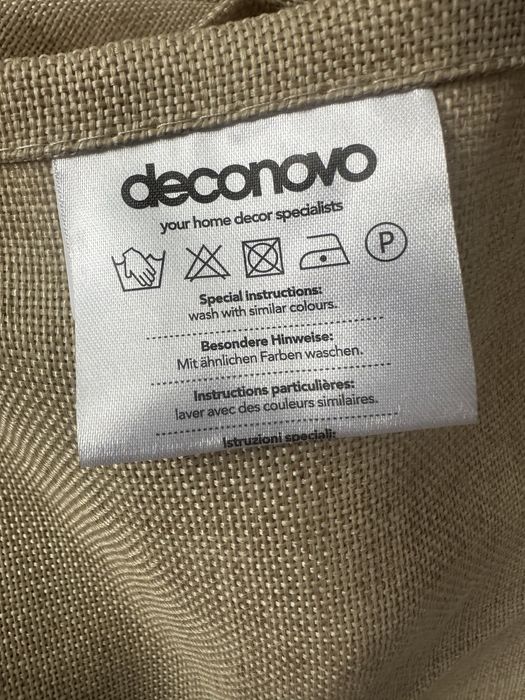 deconovo
your home decor specialists
P
Special instructions:
wash with similar colours.
Besondere Hinweise:
Mit ähnlichen Farben waschen.
Instructions particulières:
laver avec des couleurs similaires.
Istruzioni speciali: